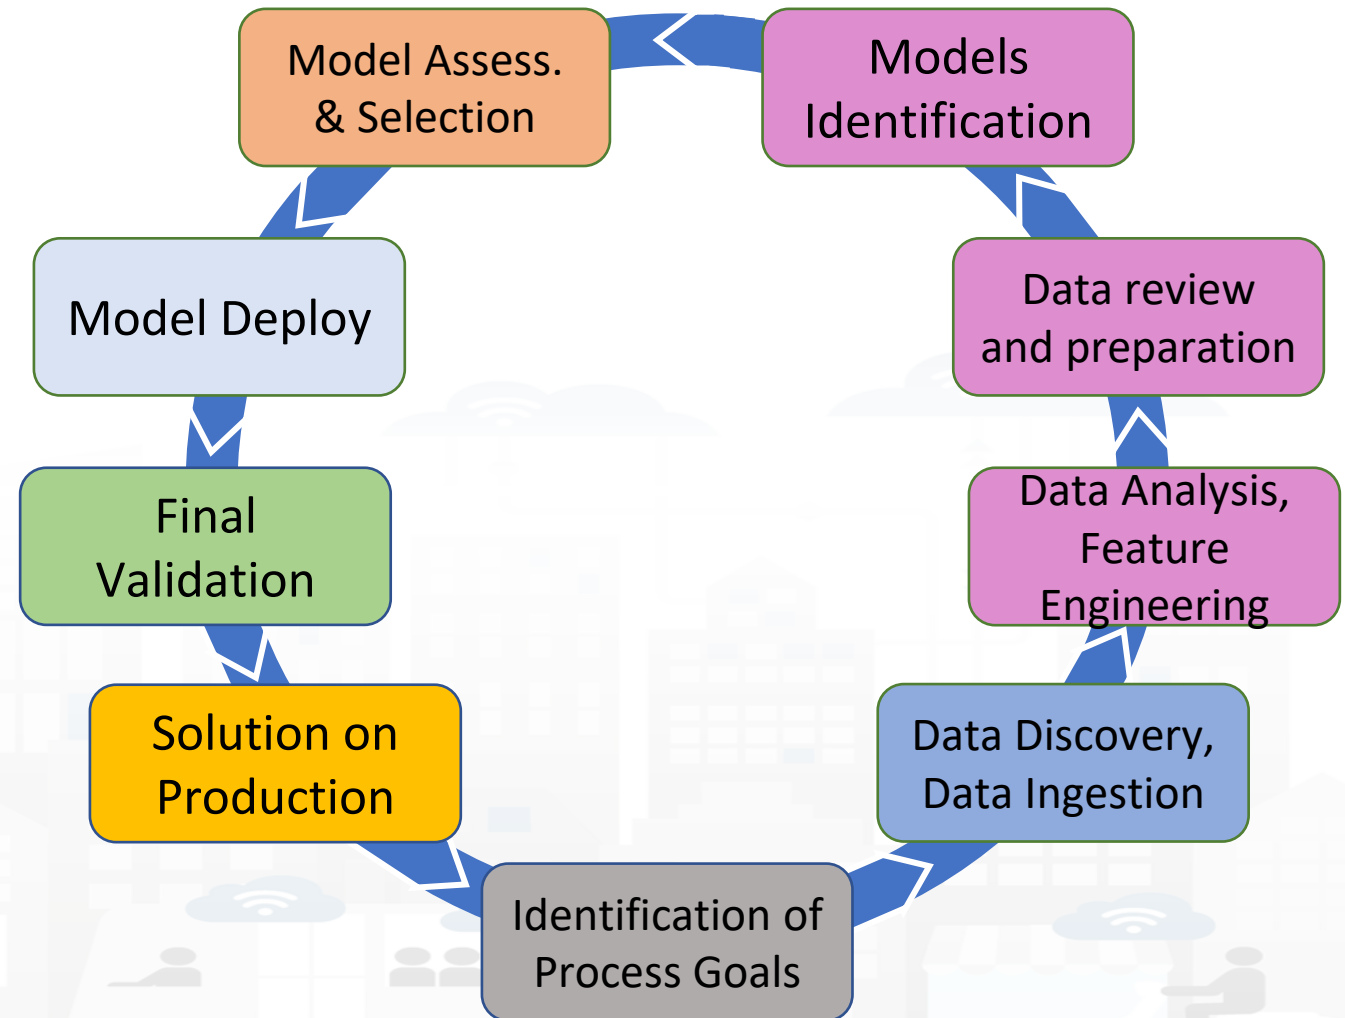 Model Assess.
& Selection
Models
Identification
Model Deploy
Data review
and preparation
Final
Validation
Data Analysis,
Feature
Engineering
Solution on
Production
Data Discovery,
Data Ingestion
Identification of
Process Goals